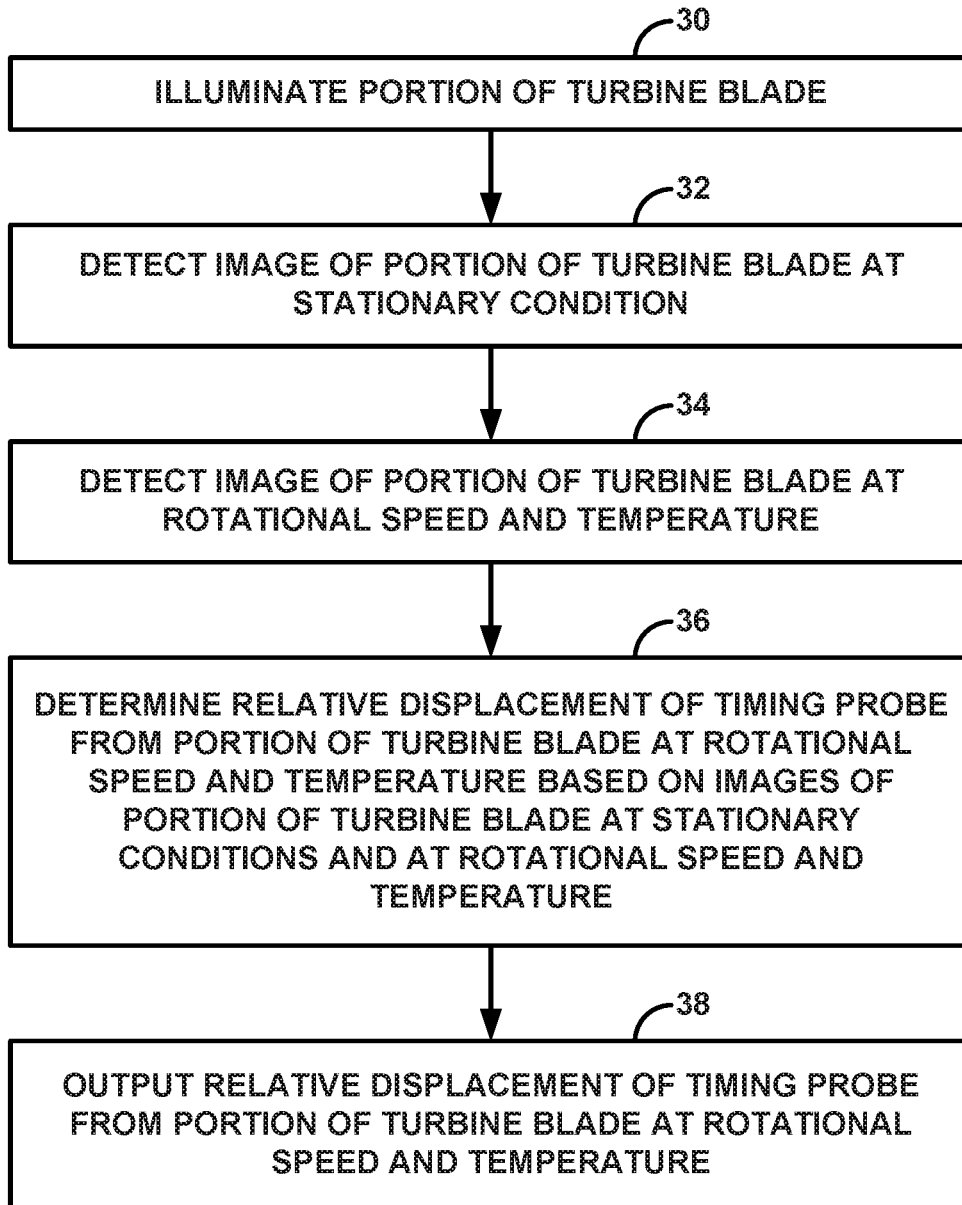 30
ILLUMINATE PORTION OF TURBINE BLADE
32
DETECT IMAGE OF PORTION OF TURBINE BLADE AT
STATIONARY CONDITION
34
DETECT IMAGE OF PORTION OF TURBINE BLADE AT
ROTATIONAL SPEED AND TEMPERATURE
36
DETERMINE RELATIVE DISPLACEMENT OF TIMING PROBE
FROM PORTION OF TURBINE BLADE AT ROTATIONAL
SPEED AND TEMPERATURE BASED ON IMAGES OF
PORTION OF TURBINE BLADE AT STATIONARY
CONDITIONS AND AT ROTATIONAL SPEED AND
TEMPERATURE
38
OUTPUT RELATIVE DISPLACEMENT OF TIMING PROBE
FROM PORTION OF TURBINE BLADE AT ROTATIONAL
SPEED AND TEMPERATURE